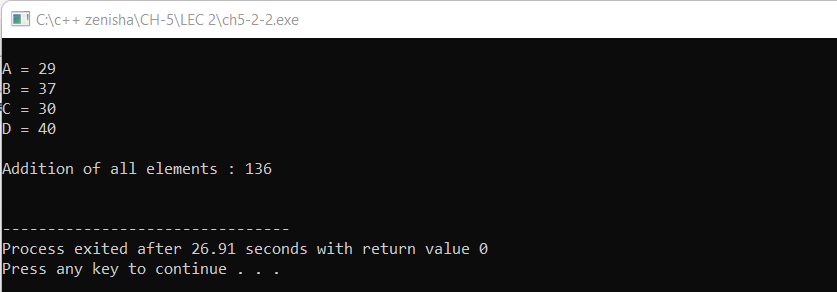 C:\c++ zenisha\CH-5\LEC 2\ch5-2-2.exe
A = 29
B = 37
C = 30
D = 40
Addition of all elements : 136
--------------------------------
Process exited after 26.91 seconds with return value 0
Press any key to continue . . .